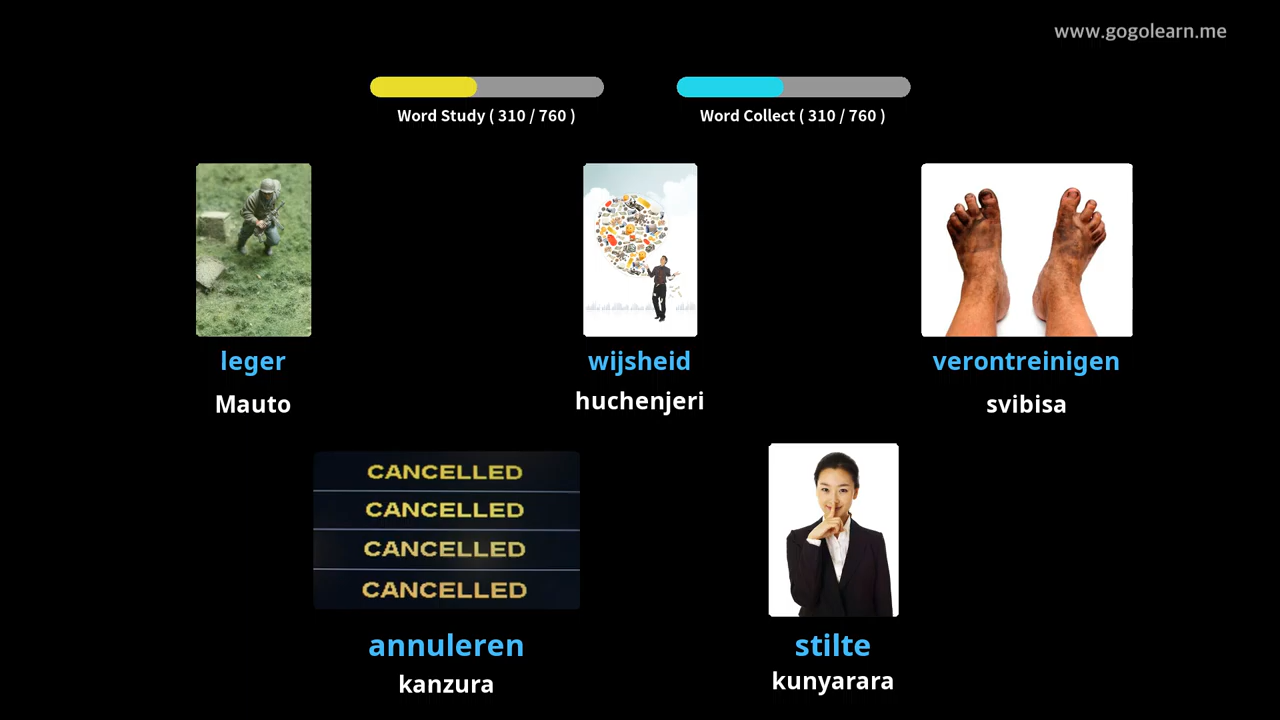 www.gogolearn.me
Word Study ( 310 / 760 )
Word Collect ( 310 / 760 )
leger
wijsheid
verontreinigen
Mauto
huchenjeri
svibisa
CANCELLED
CANCELLED
CANCELLED
CANCELLED
annuleren
stilte
kanzura
kunyarara